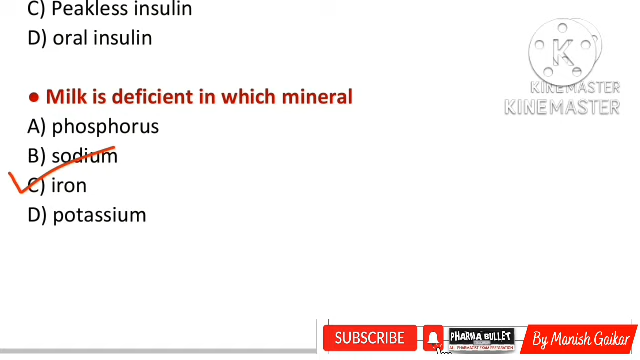 C) Peakless insulin
D) oral insulin
● Milk is deficient in which mineral
A) phosphorus
B) sodium
C) iron
D) potassium
KINEMASTER
KINEMASTER
SUBSCRIBE
PHARMA BULLET
By Manish Gaikar